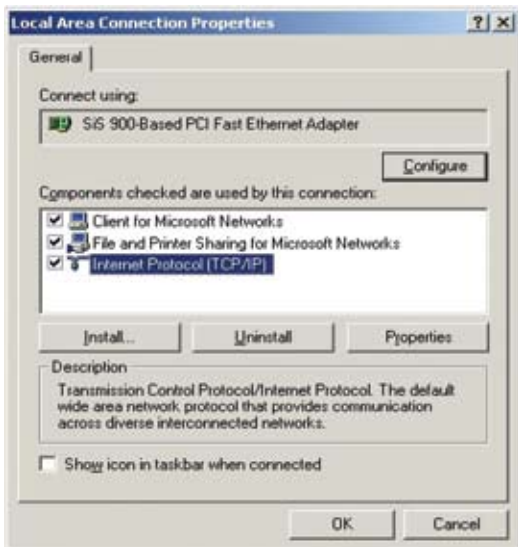 Local Area Connection Properties
General
Connect using:
SiS 900-Based PCI Fast Ethernet Adapter
Configure
Components checked are used by this connection:
Client for Microsoft Networks
File and Printer Sharing for Microsoft Networks
Internet Protocol (TCP/IP)
Install... Uninstall Properties
Description
Transmission Control Protocol/Internet Protocol. The default
wide area network protocol that provides communication
across diverse interconnected networks.
Show icon in taskbar when connected
OK Cancel